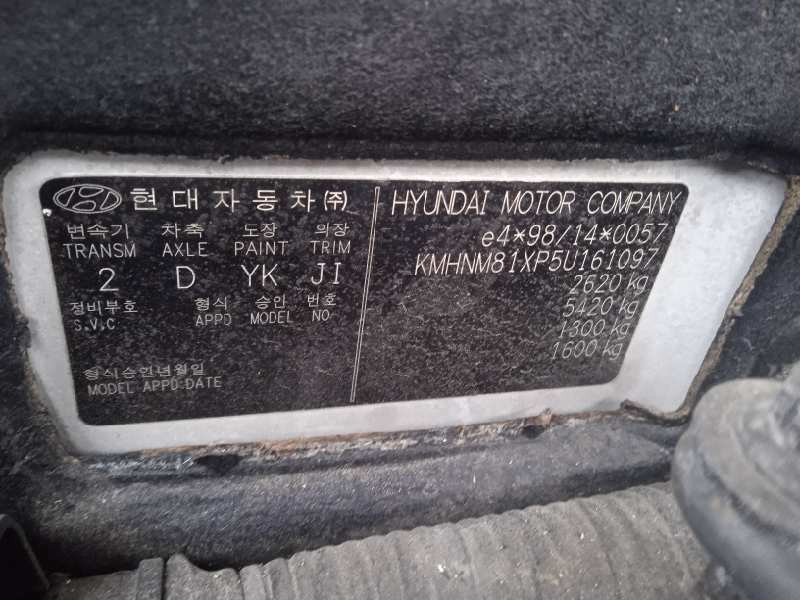 현대자동차㈜
변속기 차축 도장 의장
TRANSM AXLE PAINT TRIM
2 D YK JI
정비부호 형식 승인 번호
S.V.C APPD MODEL NO
형식승인년월일
MODEL APPD.DATE
HYUNDAI MOTOR COMPANY
e4*98/14*0057
KMHNM81XP5U161097
2620 kg
5420 kg
1300 kg
1600 kg